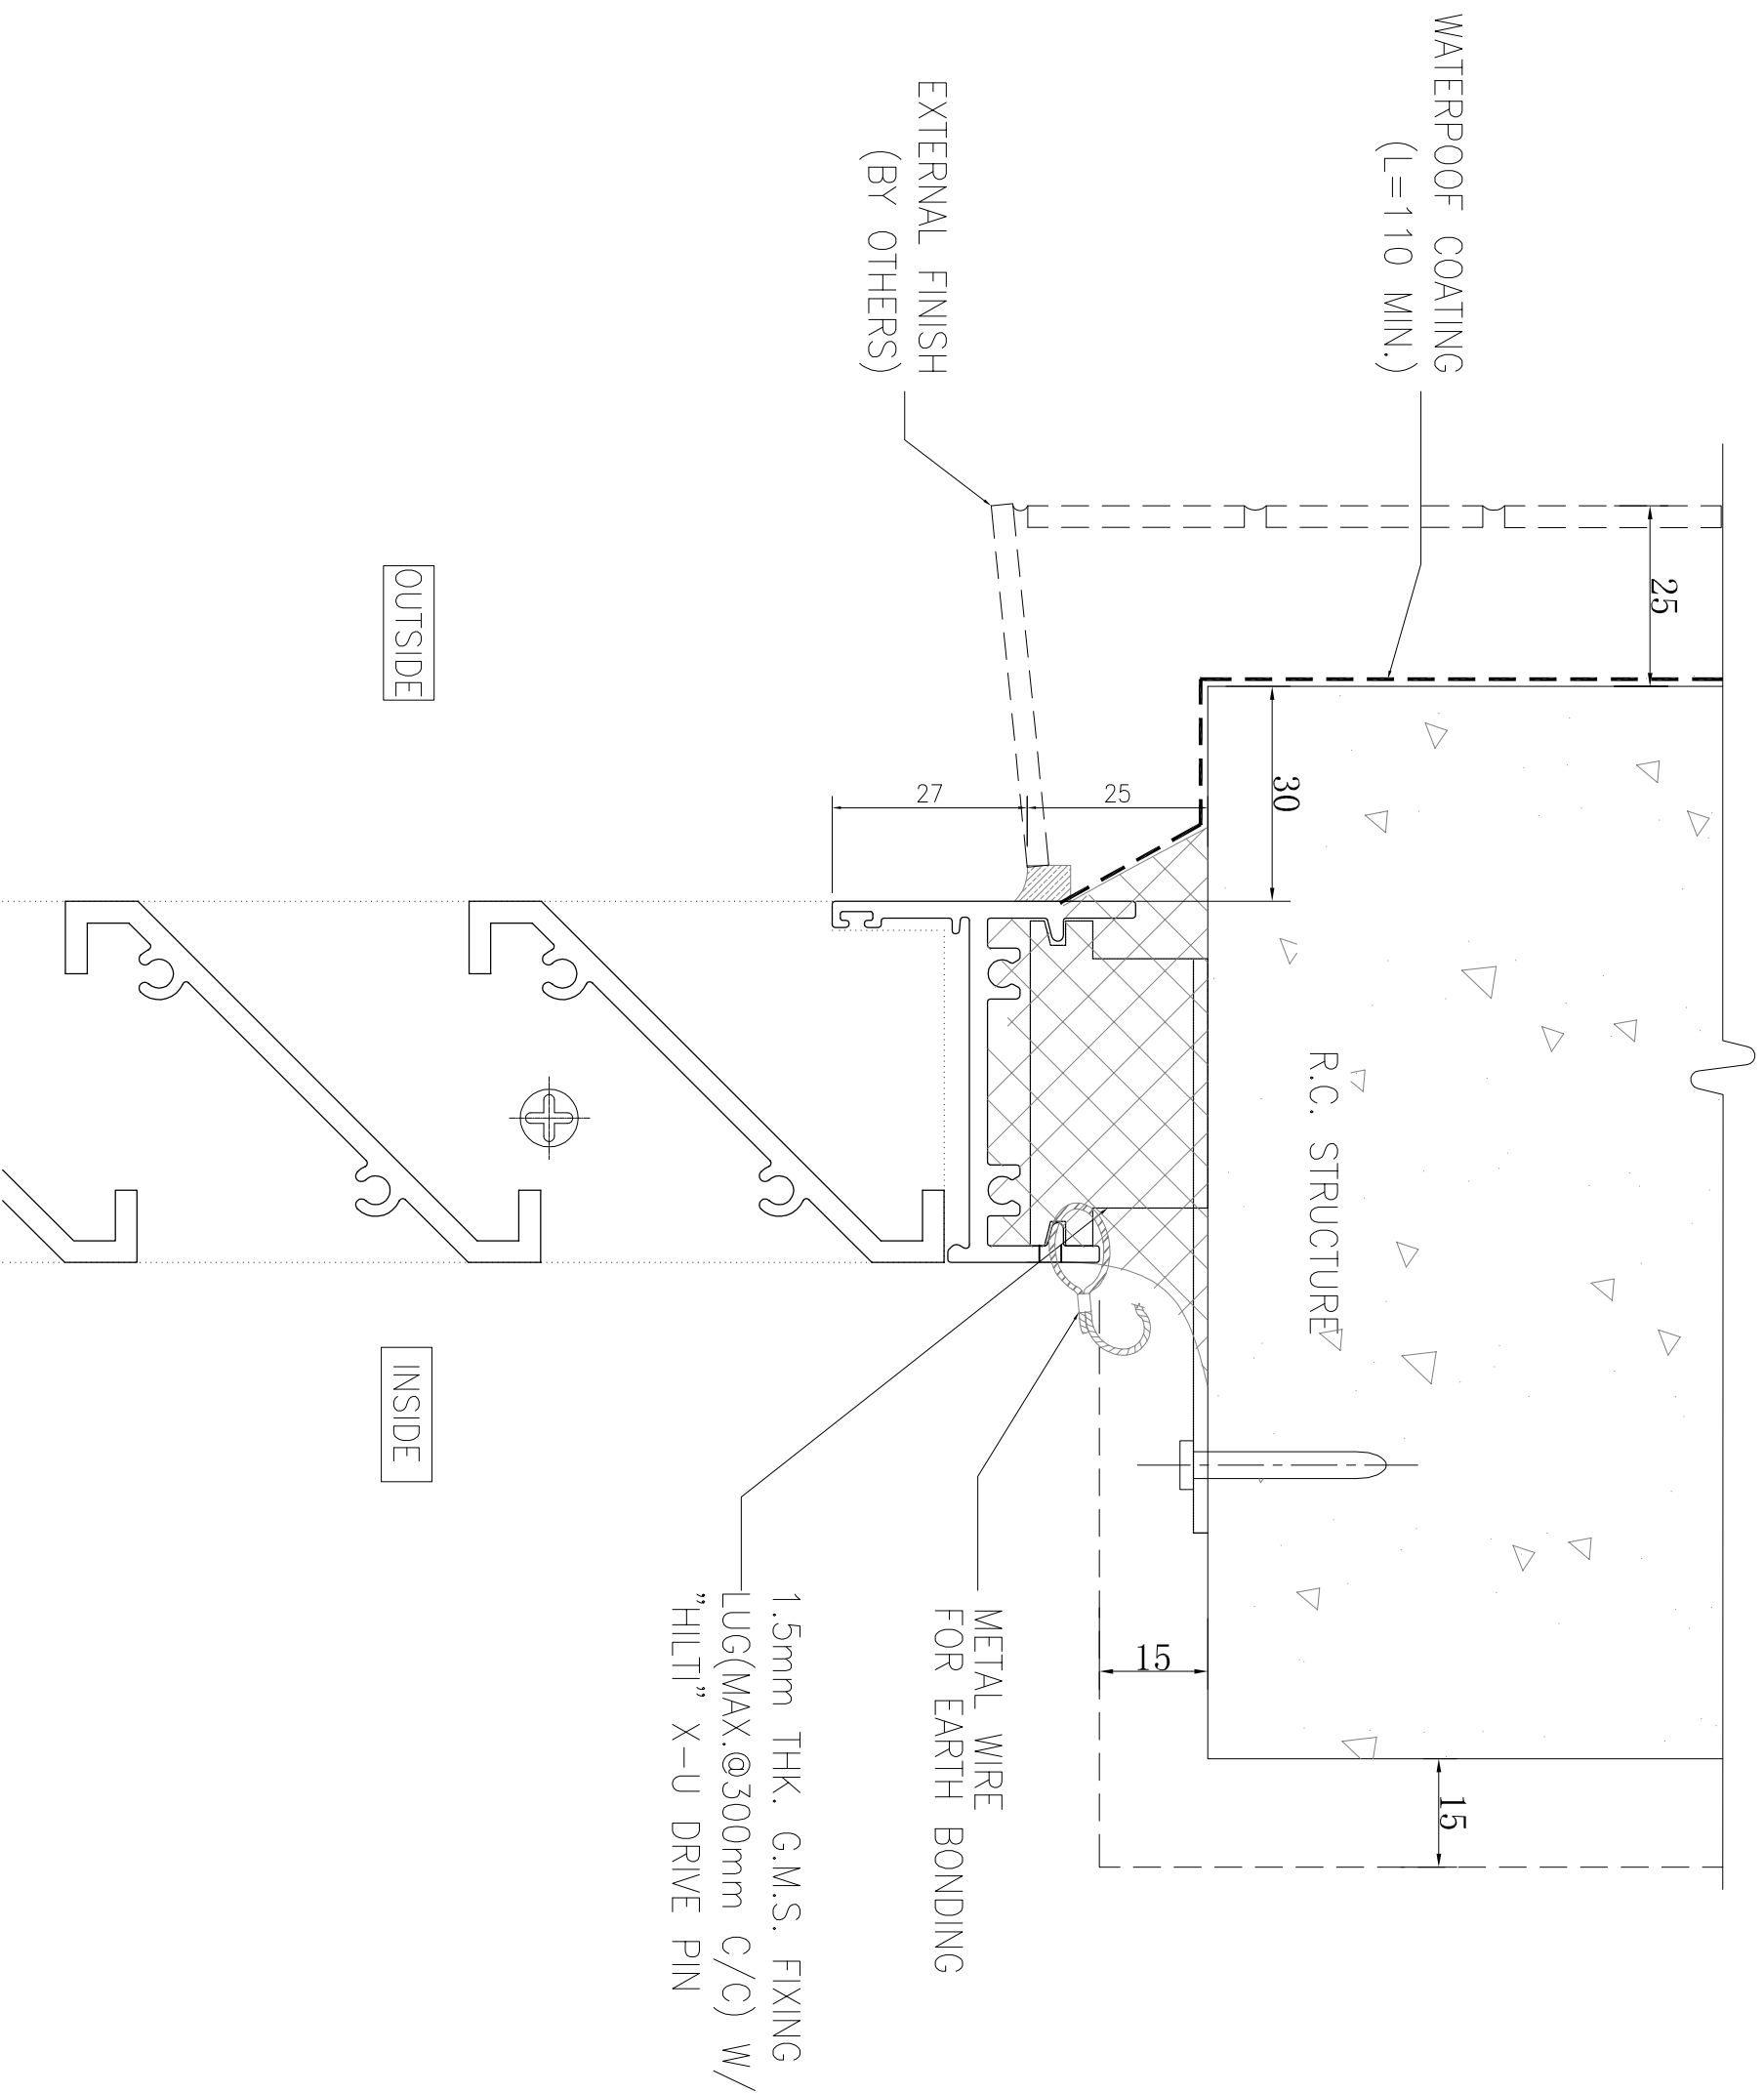 WATERPOOF COATING
(L=110 MIN.)
EXTERNAL FINISH
(BY OTHERS)
25
30
27
25
OUTSIDE
R.C. STRUCTURE
INSIDE
15
15
METAL WIRE
FOR EARTH BONDING
1.5mm THK. G.M.S. FIXING
LUG(MAX.@300mm C/C) W/
"HILTI" X-U DRIVE PIN